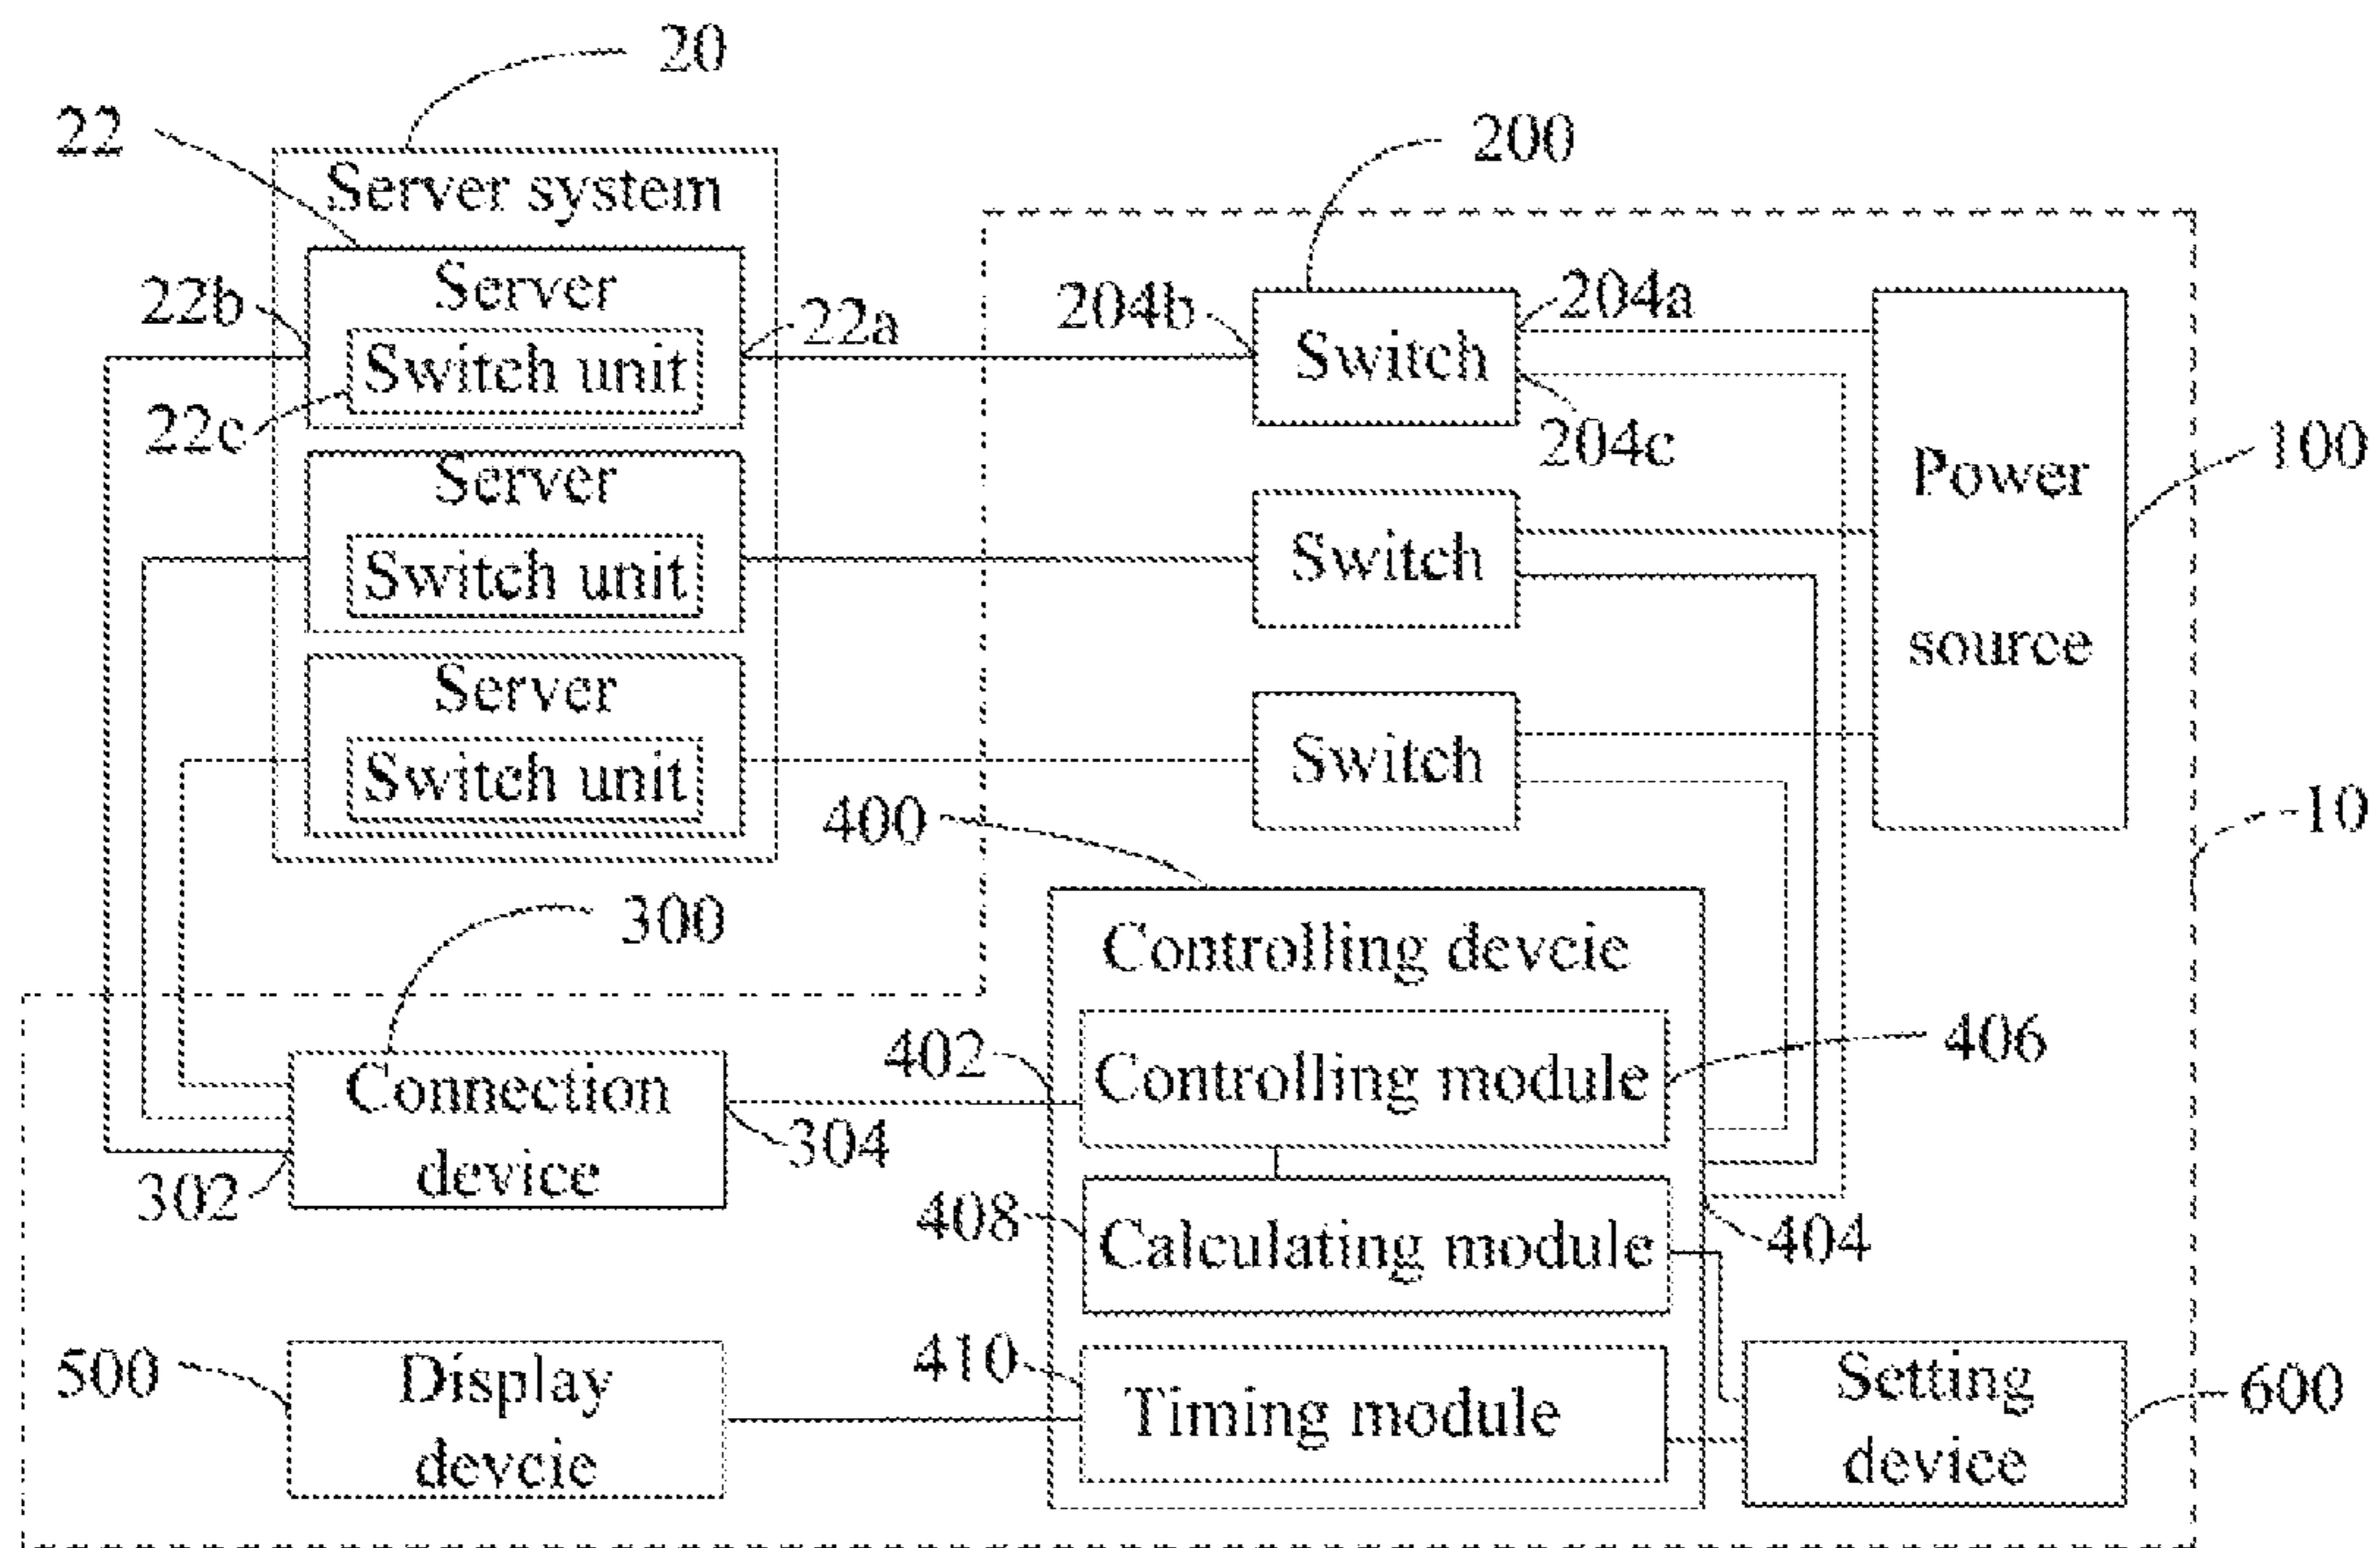 20
22
200
Server system
22b
Server
22a
204b
204a
Switch unit
Switch
22c
204c
100
Server
Power
Switch unit
Switch
source
Server
Switch unit
Switch
400
10
300
Controlling devcie
402
406
Connection
Controlling module
304
device
302
408
404
Calculating module
500
Display
410
Setting
600
Timing module
devcie
device